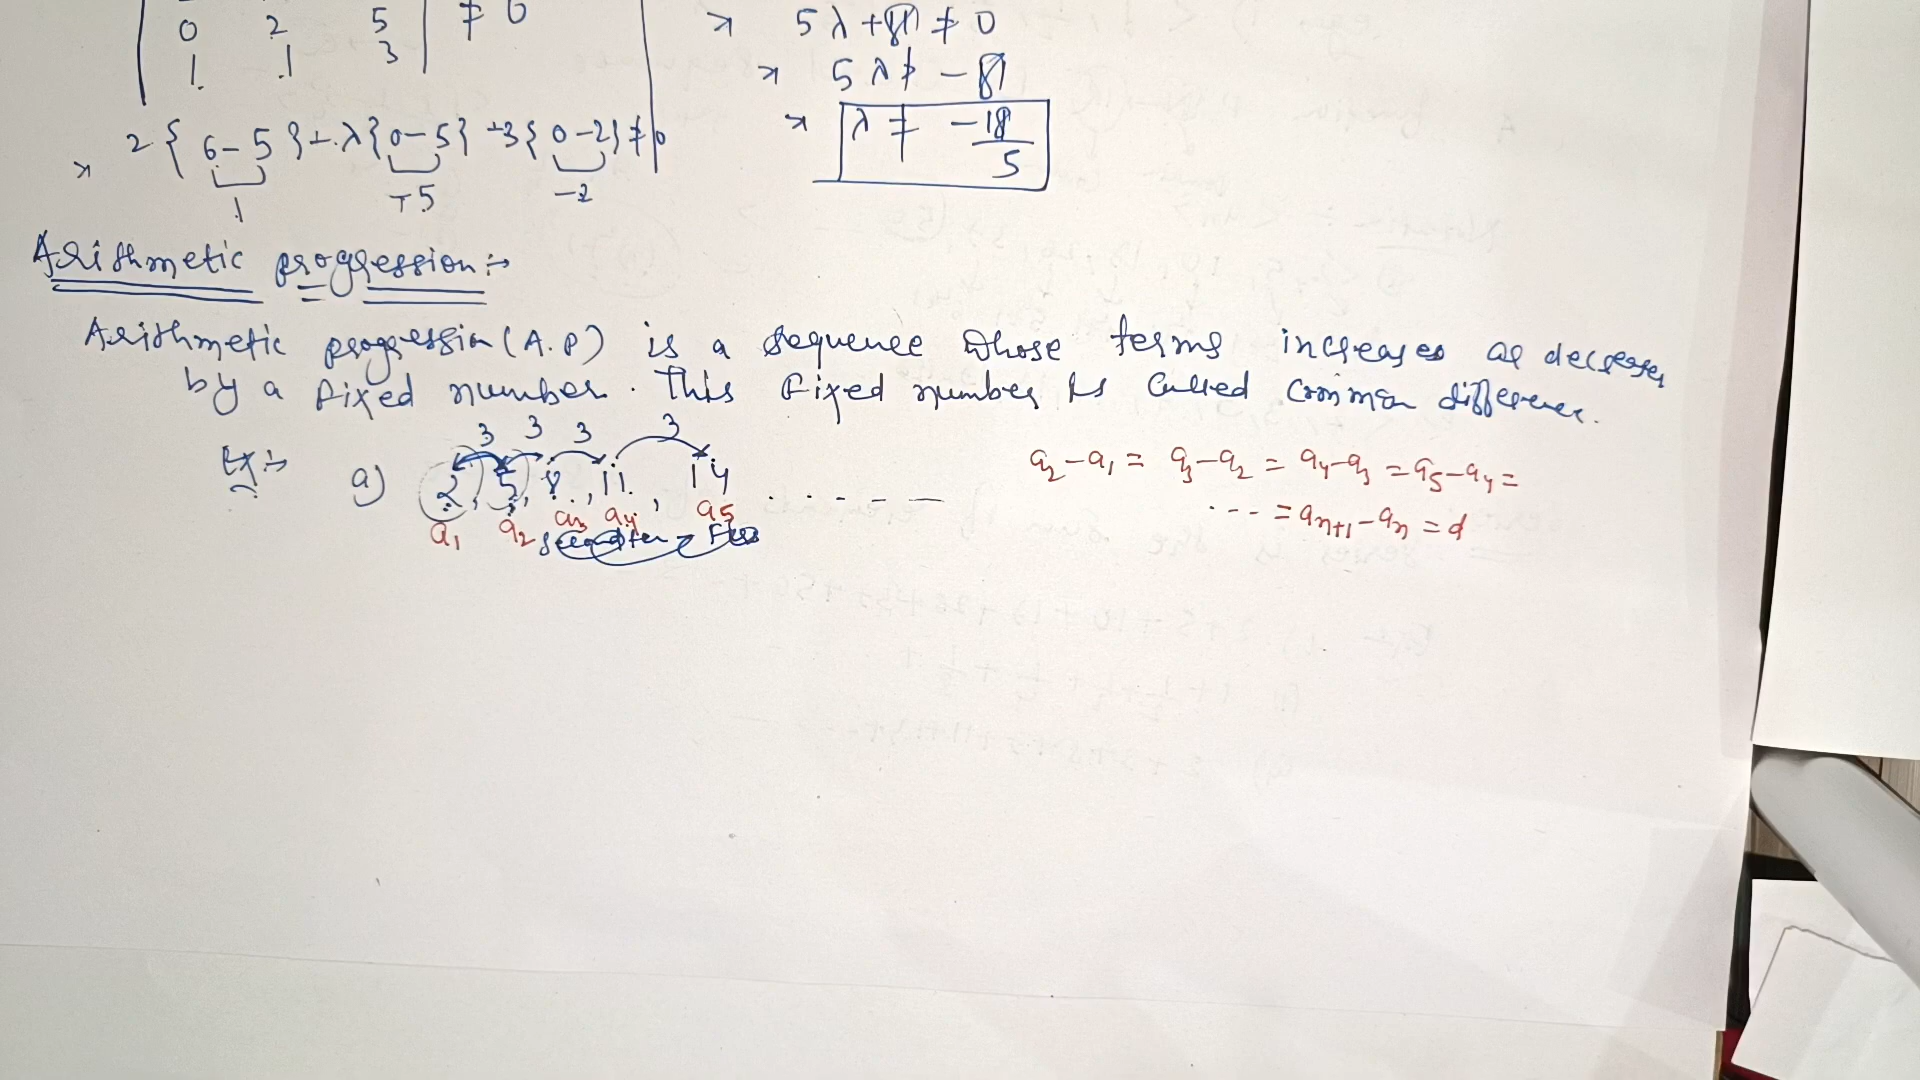 0 2 5 ≠ 0
1 1 3
2 { 6-5 } + λ { 0-5 } +3 { 0-2 } ≠ 0
1 -5 -2
5λ + ≠ 0
5λ ≠ -
λ ≠ -18/5
Arithmetic progression :-
Arithmetic progression (A.P) is a sequence whose terms increases or decreases
by a fixed number. This fixed number is called common difference.
Ex :-
3 3 3 3
a) 2, 5, 8, 11, 14 . . . . . .
a₁ a₂ a₃ a₄ a₅
a₂-a₁ = a₃-a₂ = a₄-a₃ = a₅-a₄ =
... = aₙ₊₁-aₙ = d